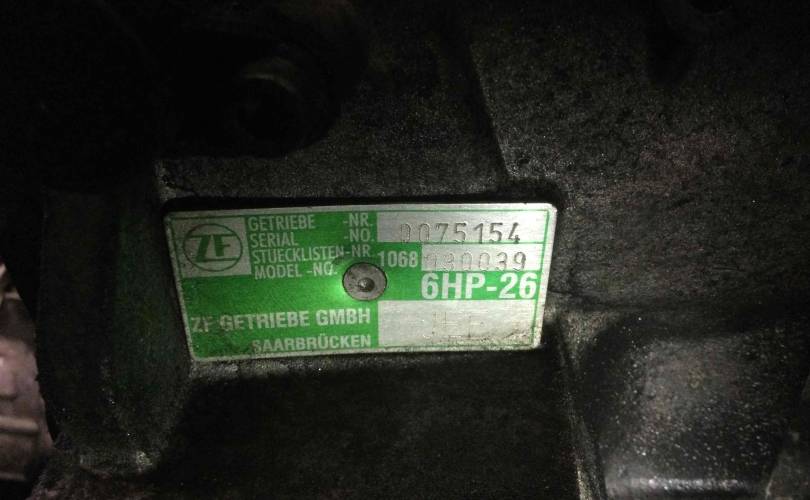 ZF
GETRIEBE -NR.
SERIAL -NO. 0075154
STUECKLISTEN-NR.
MODEL-NO. 1068 030039
6HP-26
ZF GETRIEBE GMBH
SAARBRÜCKEN